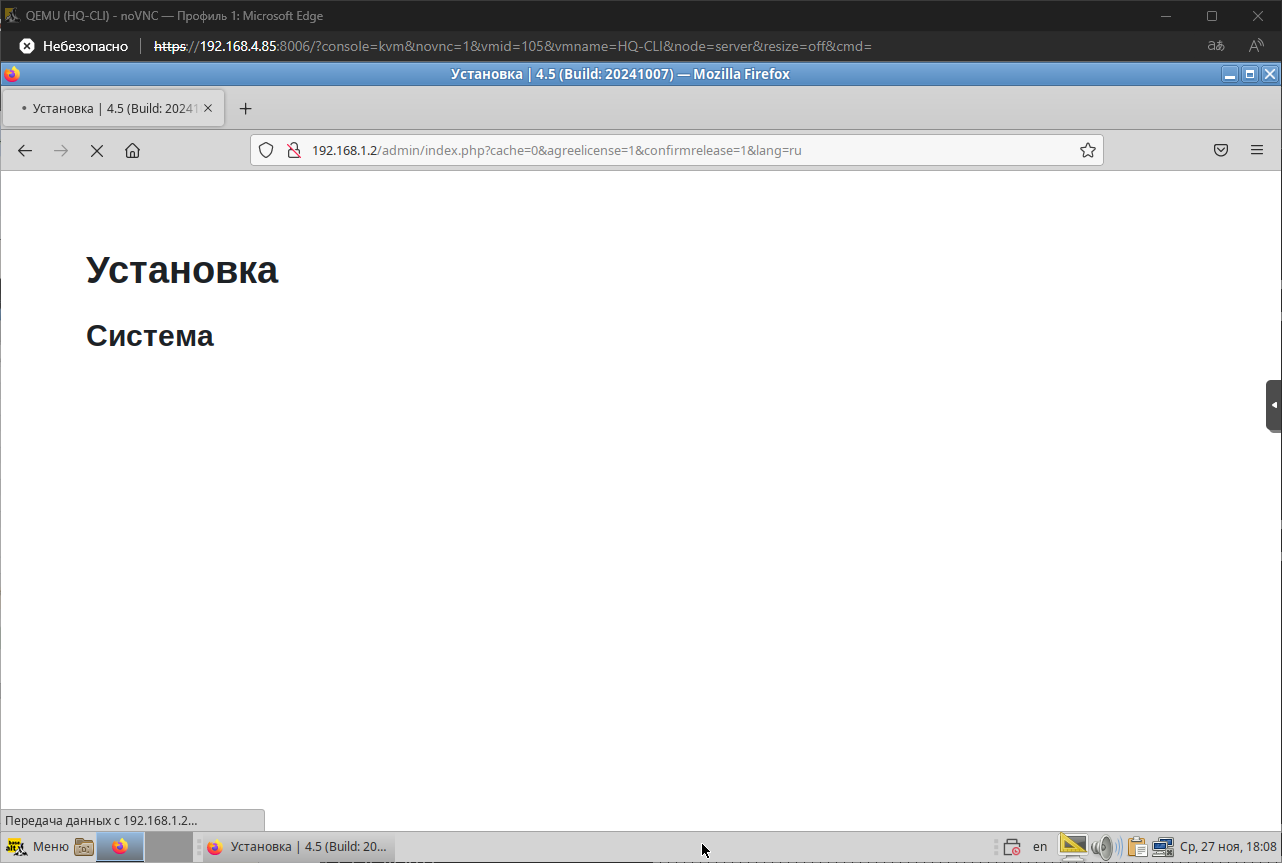 QEMU (HQ-CLI) - noVNC — Профиль 1: Microsoft Edge
Небезопасно https://192.168.4.85:8006/?console=kvm&novnc=1&vmid=105&vmname=HQ-CLI&node=server&resize=off&cmd=
Установка | 4.5 (Build: 20241007) — Mozilla Firefox
Установка | 4.5 (Build: 20241
192.168.1.2/admin/index.php?cache=0&agreelicense=1&confirmrelease=1&lang=ru
Установка
Система
Передача данных с 192.168.1.2...
Меню Установка | 4.5 (Build: 20... en Ср, 27 ноя, 18:08